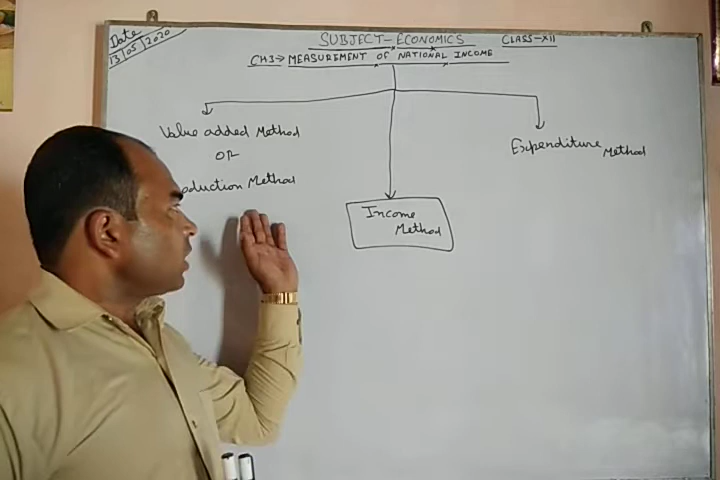 Date
13/05/2020
SUBJECT-ECONOMICS CLASS-XII
CH3→ MEASUREMENT OF NATIONAL INCOME
Value added Method
OR
oduction Method
Income
Method
Expenditure Method